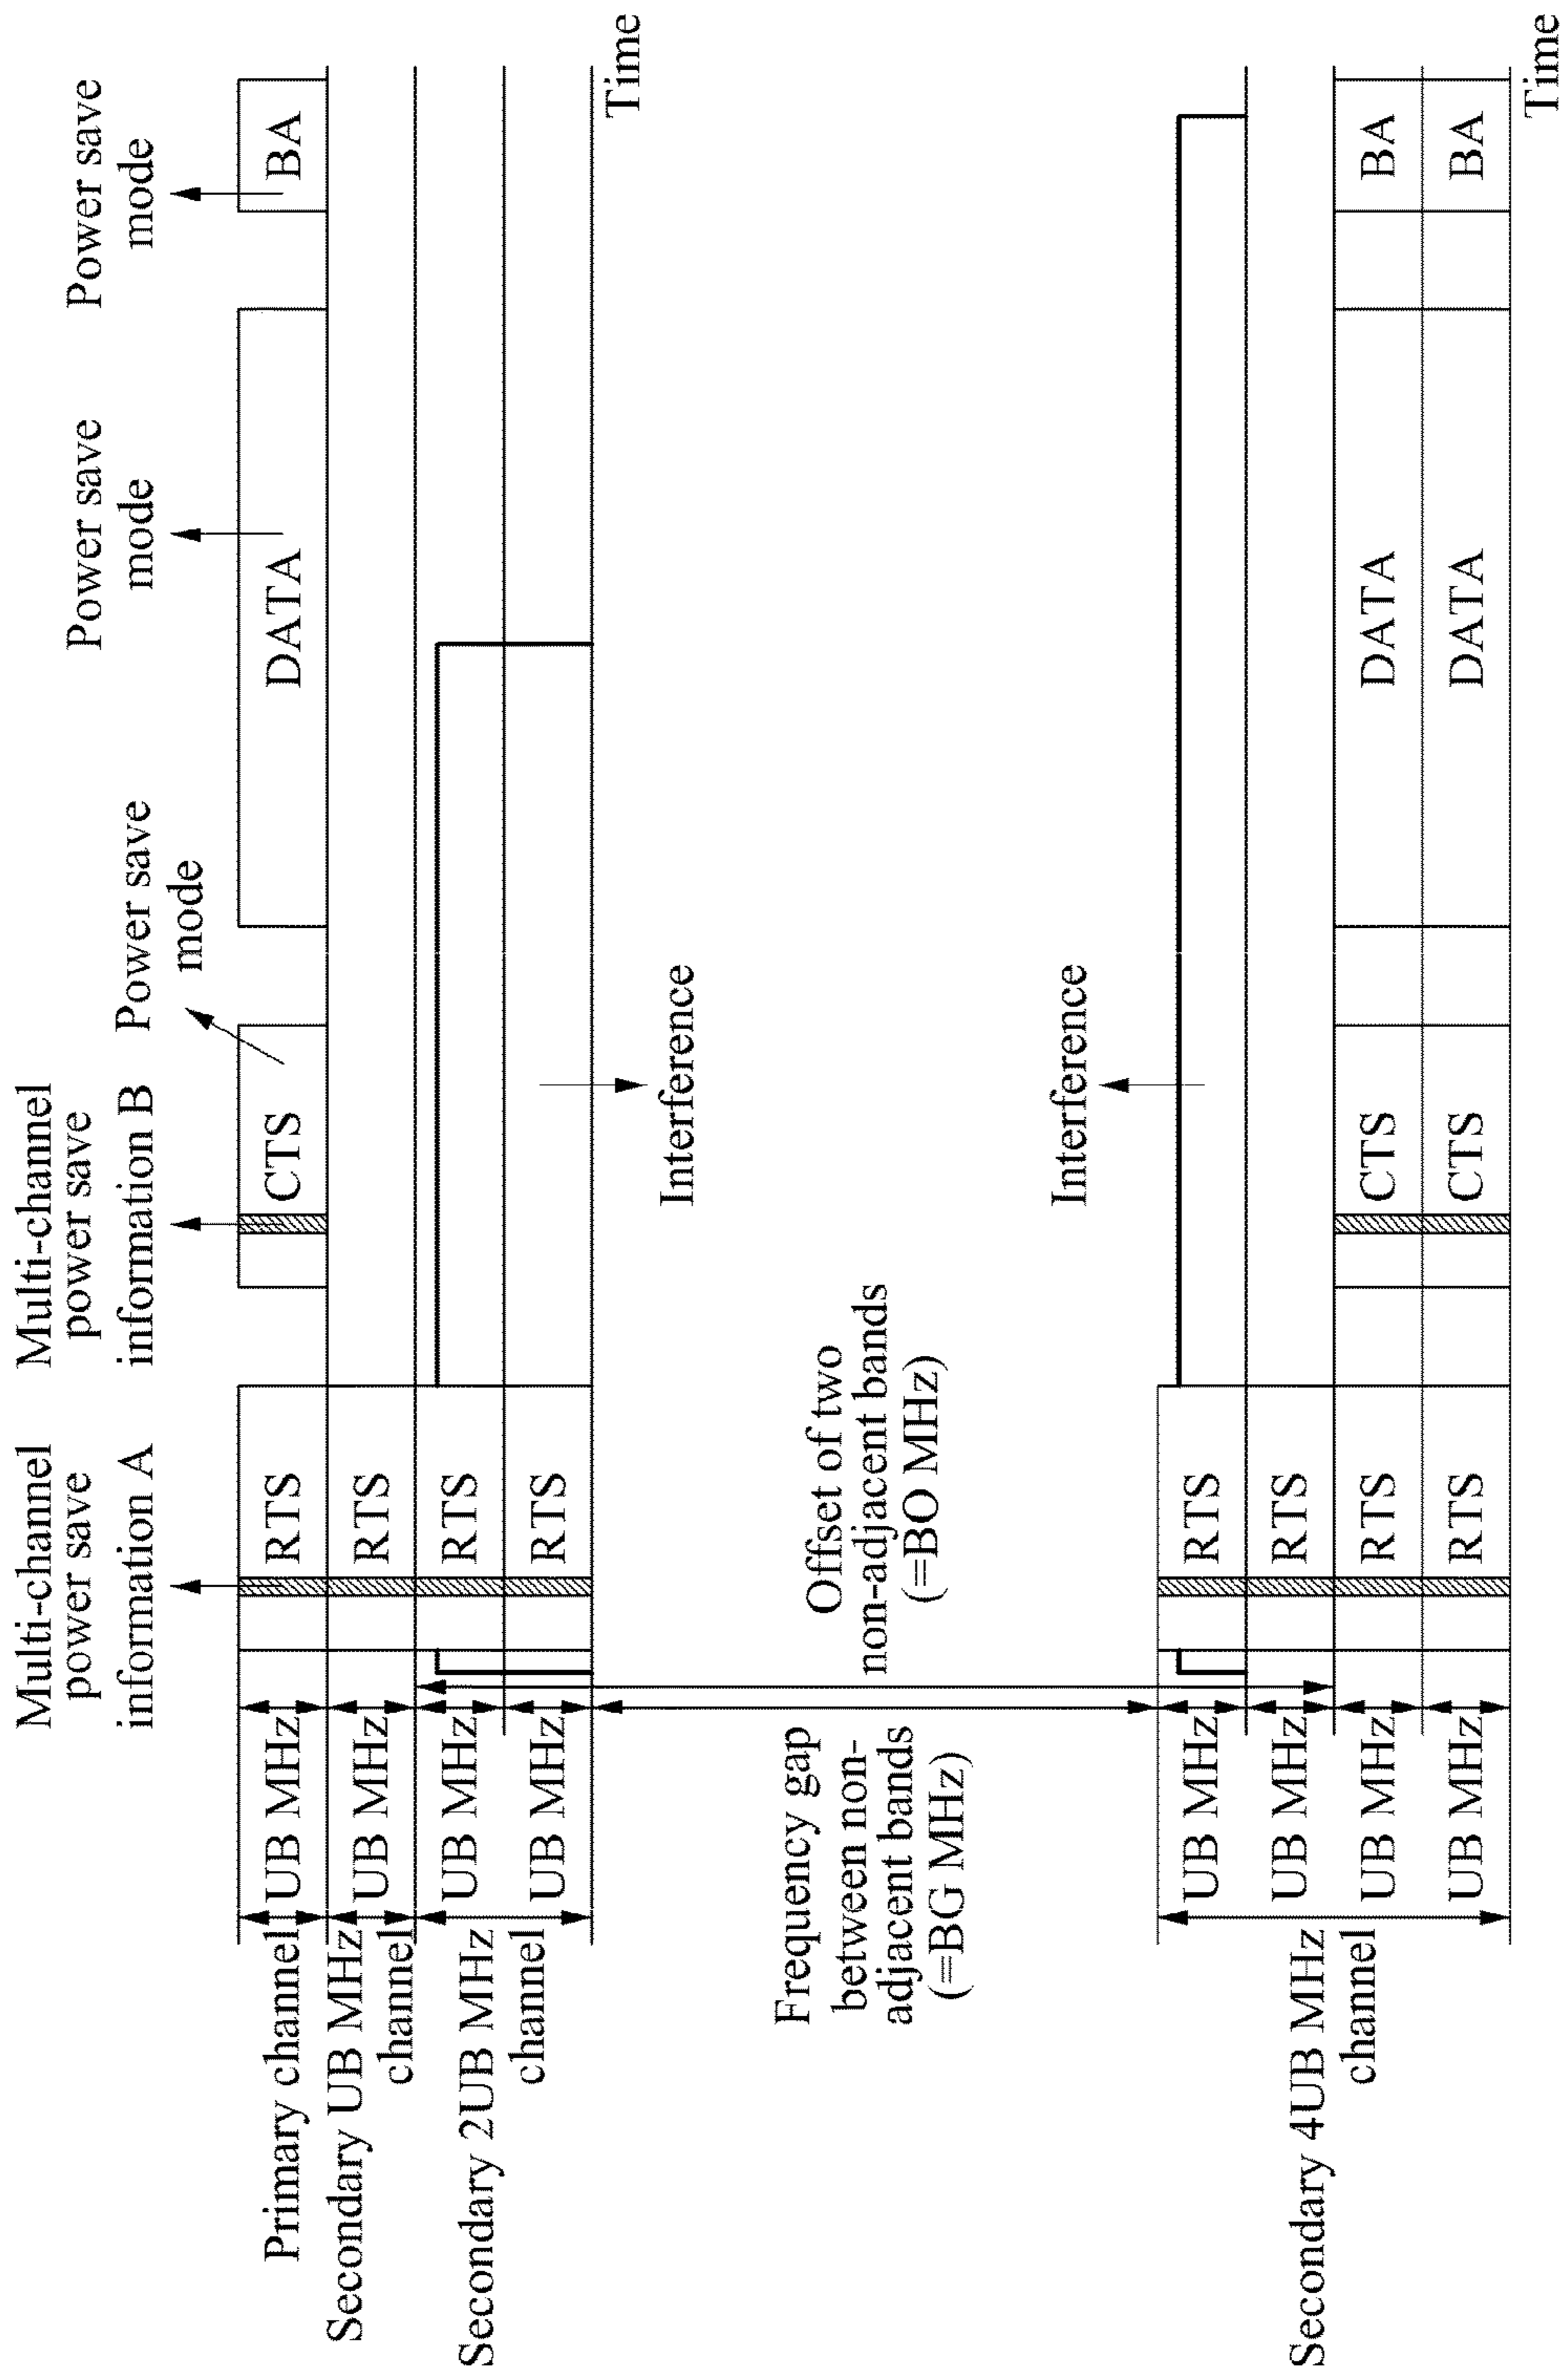 Multi-channel
power save
information A
Multi-channel
power save
information B
Power save
mode
Power save
mode
Power save
mode
Primary channel
UB MHz
RTS
CTS
DATA
BA
Secondary UB MHz
channel
UB MHz
RTS
Secondary 2UB MHz
channel
UB MHz
RTS
UB MHz
RTS
Time
Interference
Frequency gap
between non-
adjacent bands
(=BG MHz)
Offset of two
non-adjacent bands
(=BO MHz)
Interference
Secondary 4UB MHz
channel
UB MHz
RTS
UB MHz
RTS
UB MHz
RTS
CTS
DATA
BA
UB MHz
RTS
CTS
DATA
BA
Time